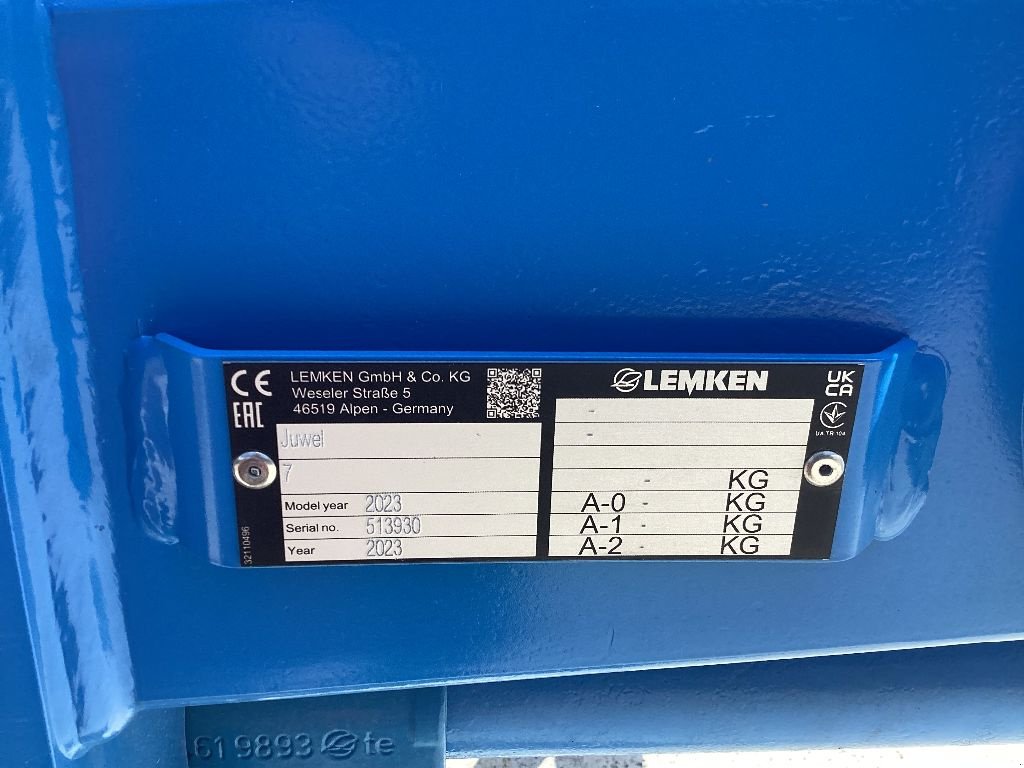 CE
EAC
LEMKEN GmbH & Co. KG
Weseler Straße 5
46519 Alpen - Germany
Juwel
7
Model year 2023
Serial no. 513930
Year 2023
32110496
LEMKEN
-
-
- KG
A-0 - KG
A-1 - KG
A-2 - KG
UK
CA
UA TR 104
619893 te